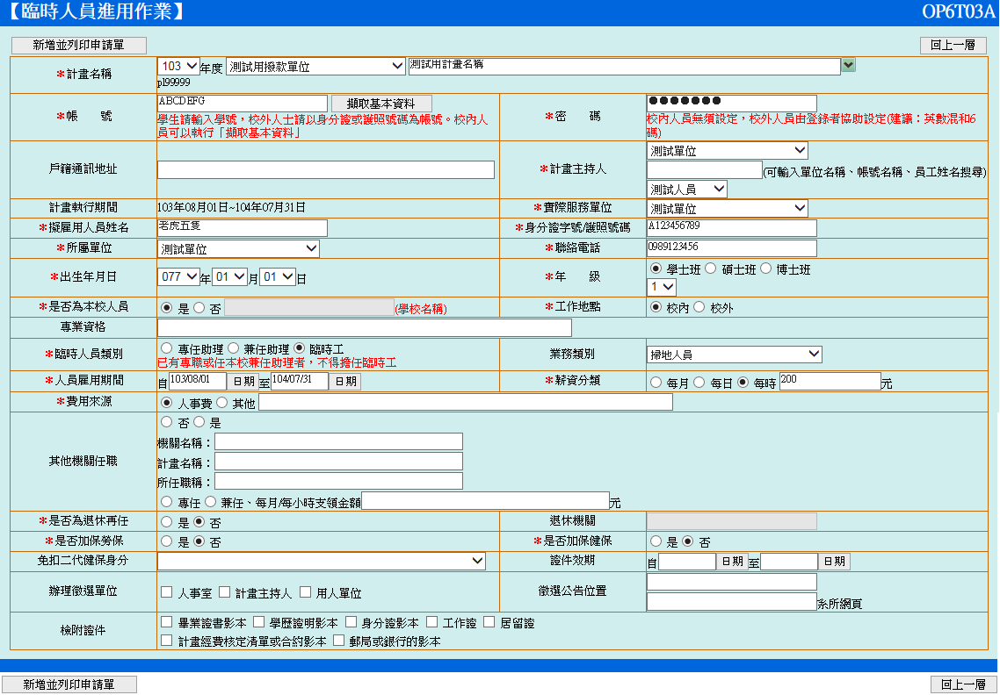 【臨時人員進用作業】 OP6T03A
新增並列印申請單 回上一層
*計畫名稱 103 年度 測試用撥款單位 測試用計畫名稱
pl99999
*帳 號 ABCDEFG 擷取基本資料
學生請輸入學號，校外人士請以身分證或護照號碼為帳號。校內人
員可以執行「擷取基本資料」
*密 碼 ●●●●●●●
校內人員無須設定，校外人員由登錄者協助設定(建議：英數混和6
碼)
戶籍通訊地址
*計畫主持人 測試單位
(可輸入單位名稱、帳號名稱、員工姓名搜尋)
測試人員
計畫執行期間 103年08月01日~104年07月31日 *實際服務單位 測試單位
*擬雇用人員姓名 老虎五隻 *身分證字號/護照號碼 A123456789
*所屬單位 測試單位 *聯絡電話 0989123456
*出生年月日 077 年 01 月 01 日 *年 級 學士班 碩士班 博士班
1
*是否為本校人員 是 否 (學校名稱) *工作地點 校內 校外
專業資格
*臨時人員類別 專任助理 兼任助理 臨時工
已有專職或任本校兼任助理者，不得擔任臨時工
業務類別 掃地人員
*人員雇用期間 自 103/08/01 日期 至 104/07/31 日期 *薪資分類 每月 每日 每時 200 元
*費用來源 人事費 其他
其他機關任職 否 是
機關名稱：
計畫名稱：
所任職稱：
專任 兼任、每月/每小時支領金額 元
*是否為退休再任 是 否 退休機關
*是否加保勞保 是 否 *是否加保健保 是 否
免扣二代健保身分 證件效期 自 日期 至 日期
辦理徵選單位 人事室 計畫主持人 用人單位 徵選公告位置
系所網頁
檢附證件 畢業證書影本 學歷證明影本 身分證影本 工作證 居留證
計畫經費核定清單或合約影本 郵局或銀行的影本
新增並列印申請單 回上一層